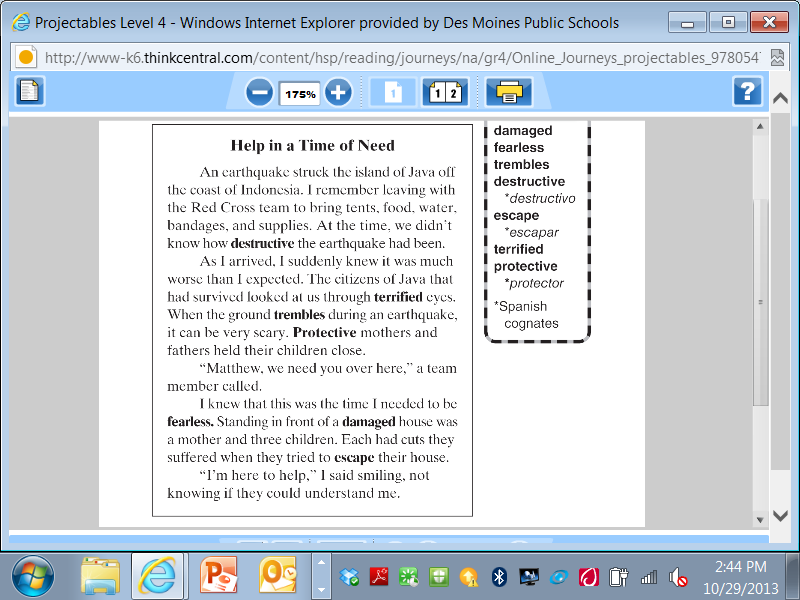 Projectables Level 4 - Windows Internet Explorer provided by Des Moines Public Schools
http://www-k6.thinkcentral.com/content/hsp/reading/journeys/na/gr4/Online_Journeys_projectables_9780547
175%
1
1 2
?
Help in a Time of Need
An earthquake struck the island of Java off
the coast of Indonesia. I remember leaving with
the Red Cross team to bring tents, food, water,
bandages, and supplies. At the time, we didn't
know how destructive the earthquake had been.
As I arrived, I suddenly knew it was much
worse than I expected. The citizens of Java that
had survived looked at us through terrified eyes.
When the ground trembles during an earthquake,
it can be very scary. Protective mothers and
fathers held their children close.
“Matthew, we need you over here,” a team
member called.
I knew that this was the time I needed to be
fearless. Standing in front of a damaged house was
a mother and three children. Each had cuts they
suffered when they tried to escape their house.
“I'm here to help,” I said smiling, not
knowing if they could understand me.
damaged
fearless
trembles
destructive
*destructivo
escape
*escapar
terrified
protective
*protector
*Spanish
cognates
2:44 PM
10/29/2013